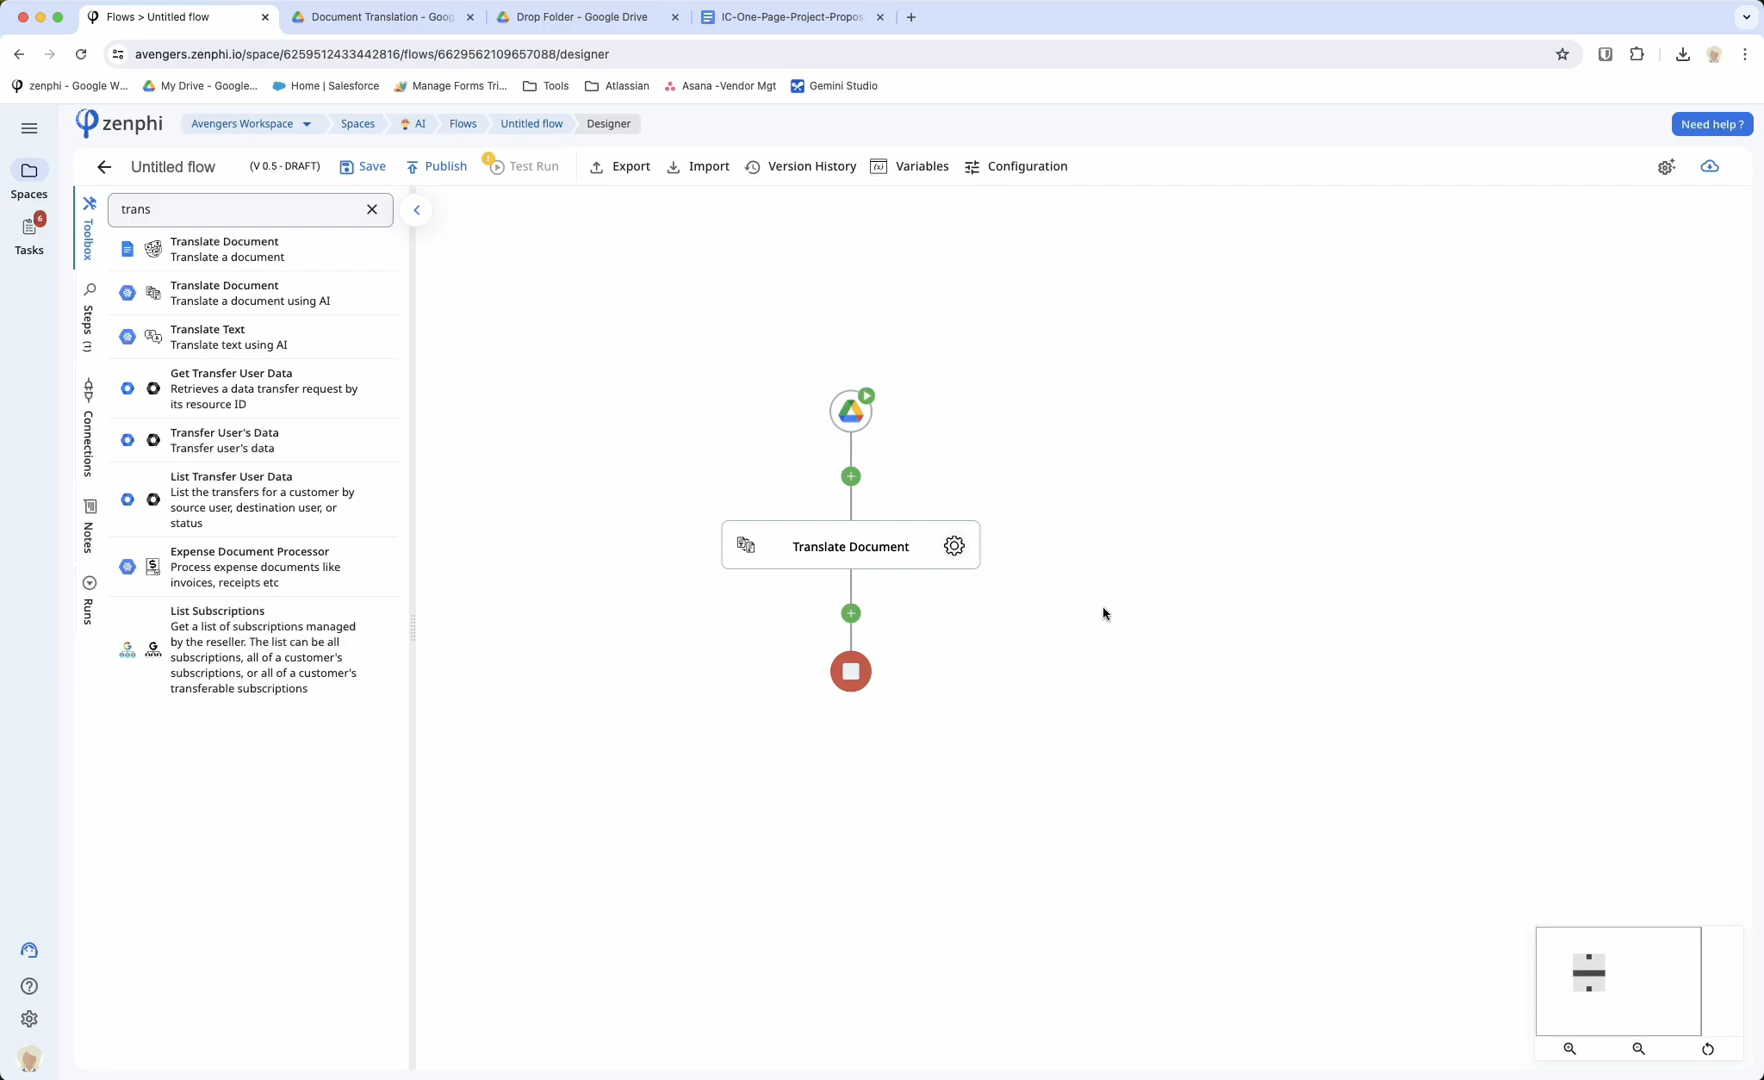 Flows > Untitled flow
Document Translation - Goog
Drop Folder - Google Drive
IC-One-Page-Project-Propos
avengers.zenphi.io/space/6259512433442816/flows/6629562109657088/designer
zenphi - Google W...
My Drive - Google...
Home | Salesforce
Manage Forms Tri...
Tools
Atlassian
Asana -Vendor Mgt
Gemini Studio
zenphi
Avengers Workspace
Spaces
AI
Flows
Untitled flow
Designer
Need help ?
Untitled flow
(V 0.5 - DRAFT)
Save
Publish
Test Run
Export
Import
Version History
Variables
Configuration
Spaces
6
Tasks
Toolbox
Steps (1)
Connections
Notes
Runs
trans
Translate Document
Translate a document
Translate Document
Translate a document using AI
Translate Text
Translate text using AI
Get Transfer User Data
Retrieves a data transfer request by
its resource ID
Transfer User's Data
Transfer user's data
List Transfer User Data
List the transfers for a customer by
source user, destination user, or
status
Expense Document Processor
Process expense documents like
invoices, receipts etc
List Subscriptions
Get a list of subscriptions managed
by the reseller. The list can be all
subscriptions, all of a customer's
subscriptions, or all of a customer's
transferable subscriptions
Translate Document